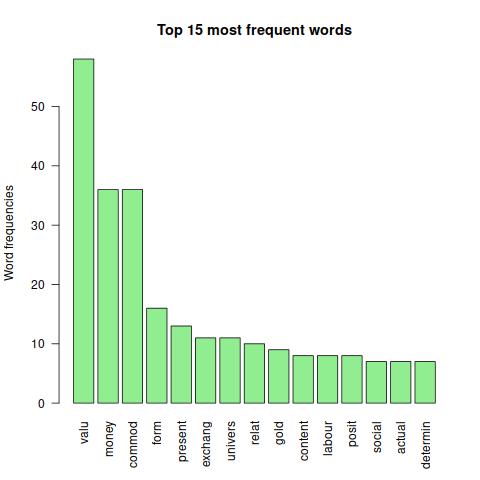 Top 15 most frequent words
Word frequencies
50
40
30
20
10
0
valu
money
commod
form
present
exchang
univers
relat
gold
content
labour
posit
social
actual
determin